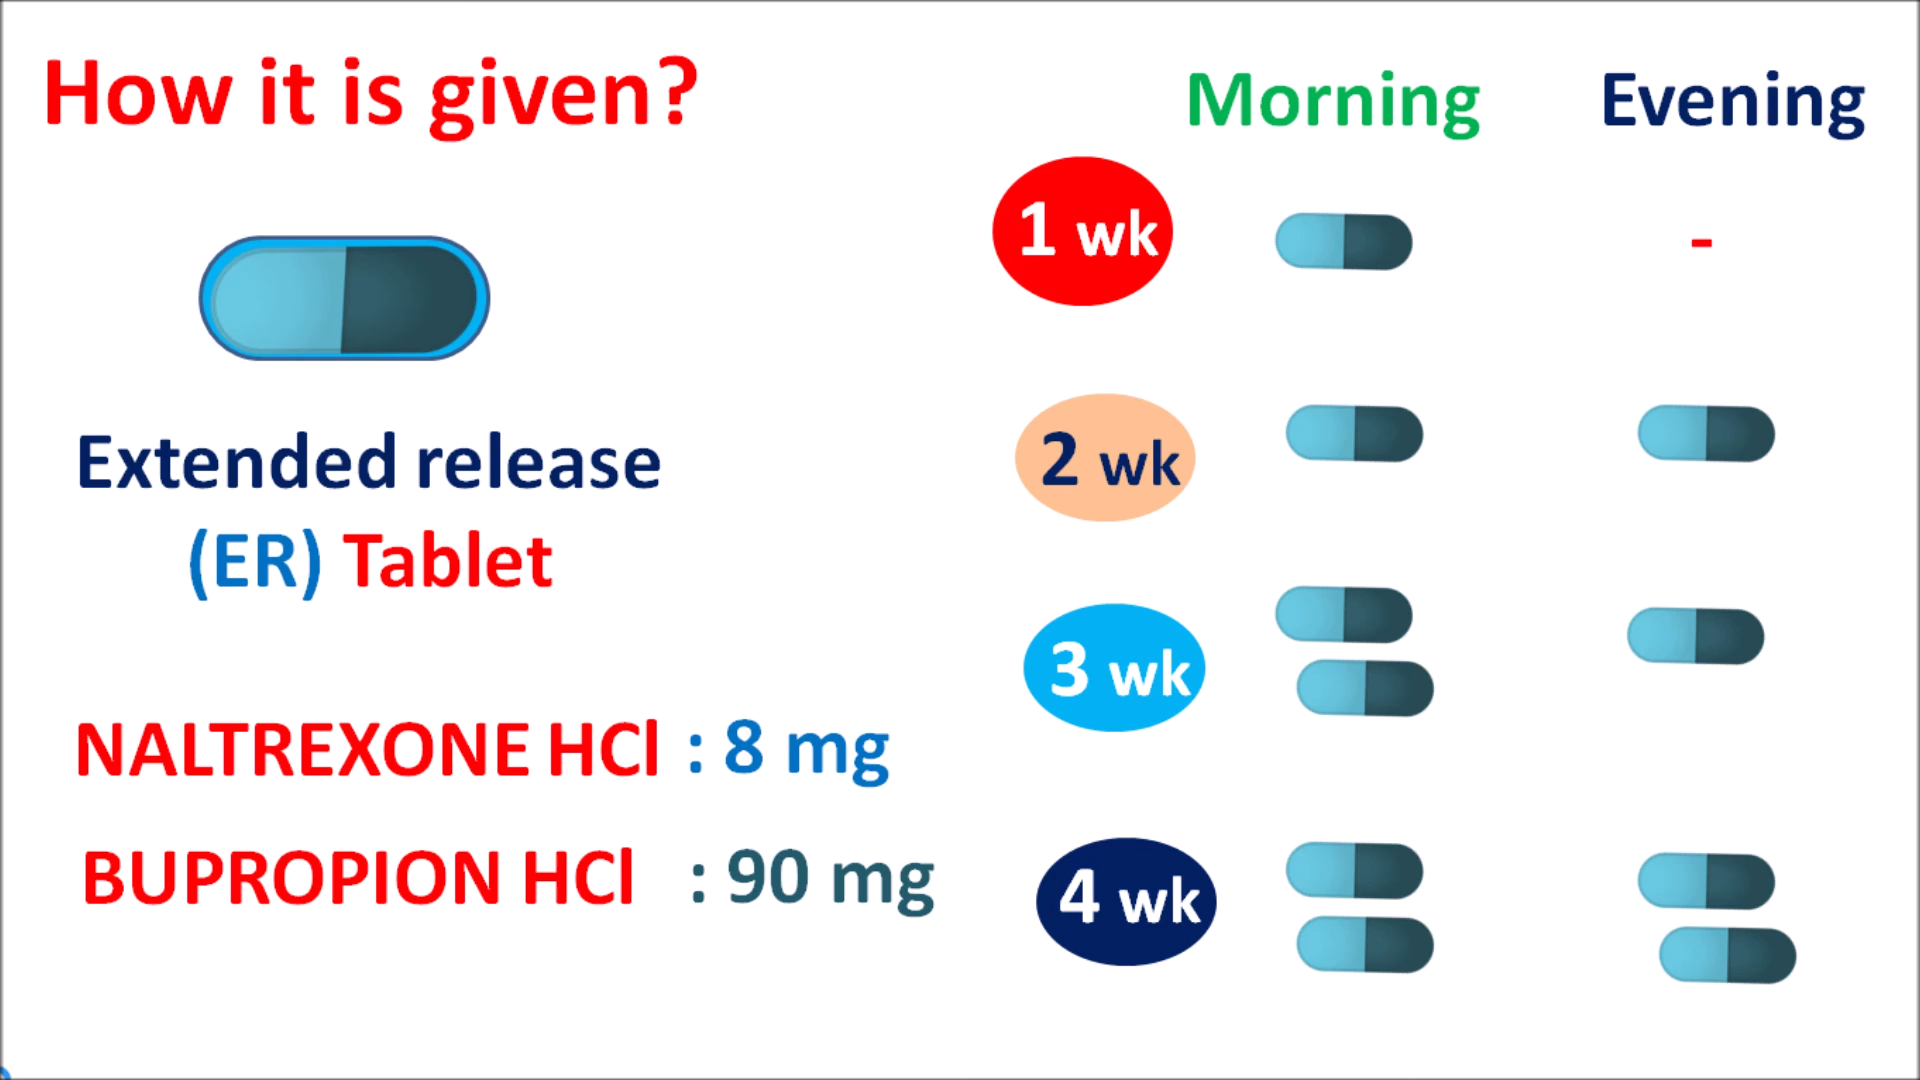 How it is given?
Morning Evening
1 wk
-
2 wk
Extended release
(ER) Tablet
3 wk
NALTREXONE HCl : 8 mg
BUPROPION HCl : 90 mg
4 wk